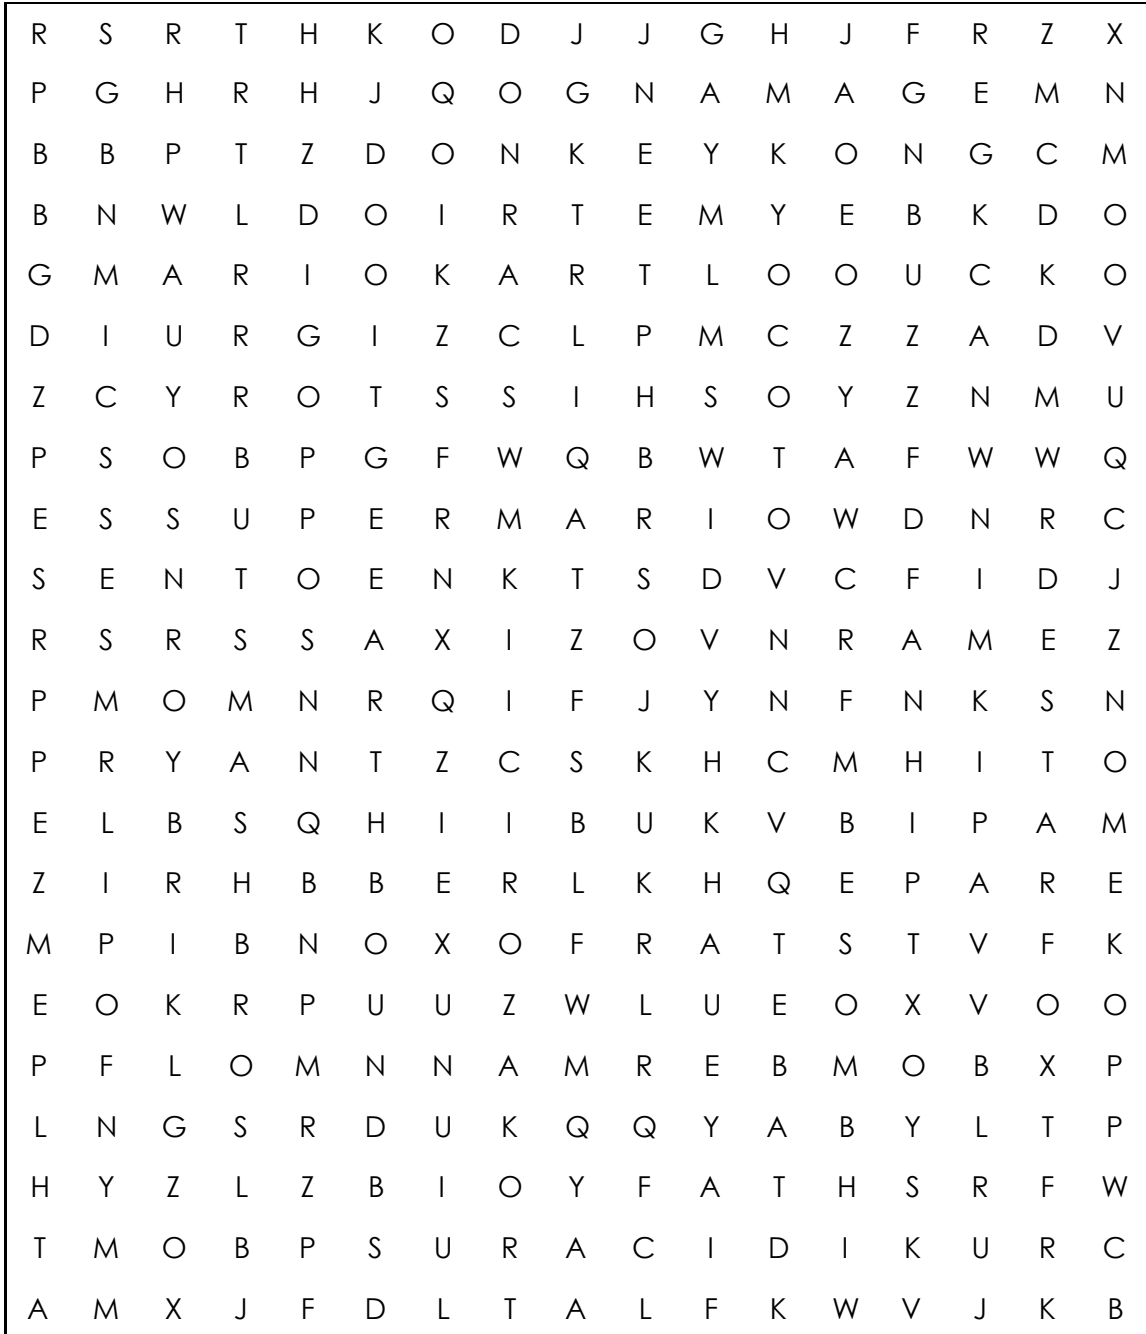 R S R T H K O D J J G H J F R Z X
P G H R H J Q O G N A M A G E M N
B B P T Z D O N K E Y K O N G C M
B N W L D O I R T E M Y E B K D O
G M A R I O K A R T L O O U C K O
D I U R G I Z C L P M C Z Z A D V
Z C Y R O T S S I H S O Y Z N M U
P S O B P G F W Q B W T A F W W Q
E S S U P E R M A R I O W D N R C
S E N T O E N K T S D V C F I D J
R S R S S A X I Z O V N R A M E Z
P M O M N R Q I F J Y N F N K S N
P R Y A N T Z C S K H C M H I T O
E L B S Q H I I B U K V B I P A M
Z I R H B B E R L K H Q E P A R E
M P I B N O X O F R A T S T V F K
E O K R P U U Z W L U E O X V O O
P F L O M N N A M R E B M O B X P
L N G S R D U K Q Q Y A B Y L T P
H Y Z L Z B I O Y F A T H S R F W
T M O B P S U R A C I D I K U R C
A M X J F D L T A L F K W V J K B